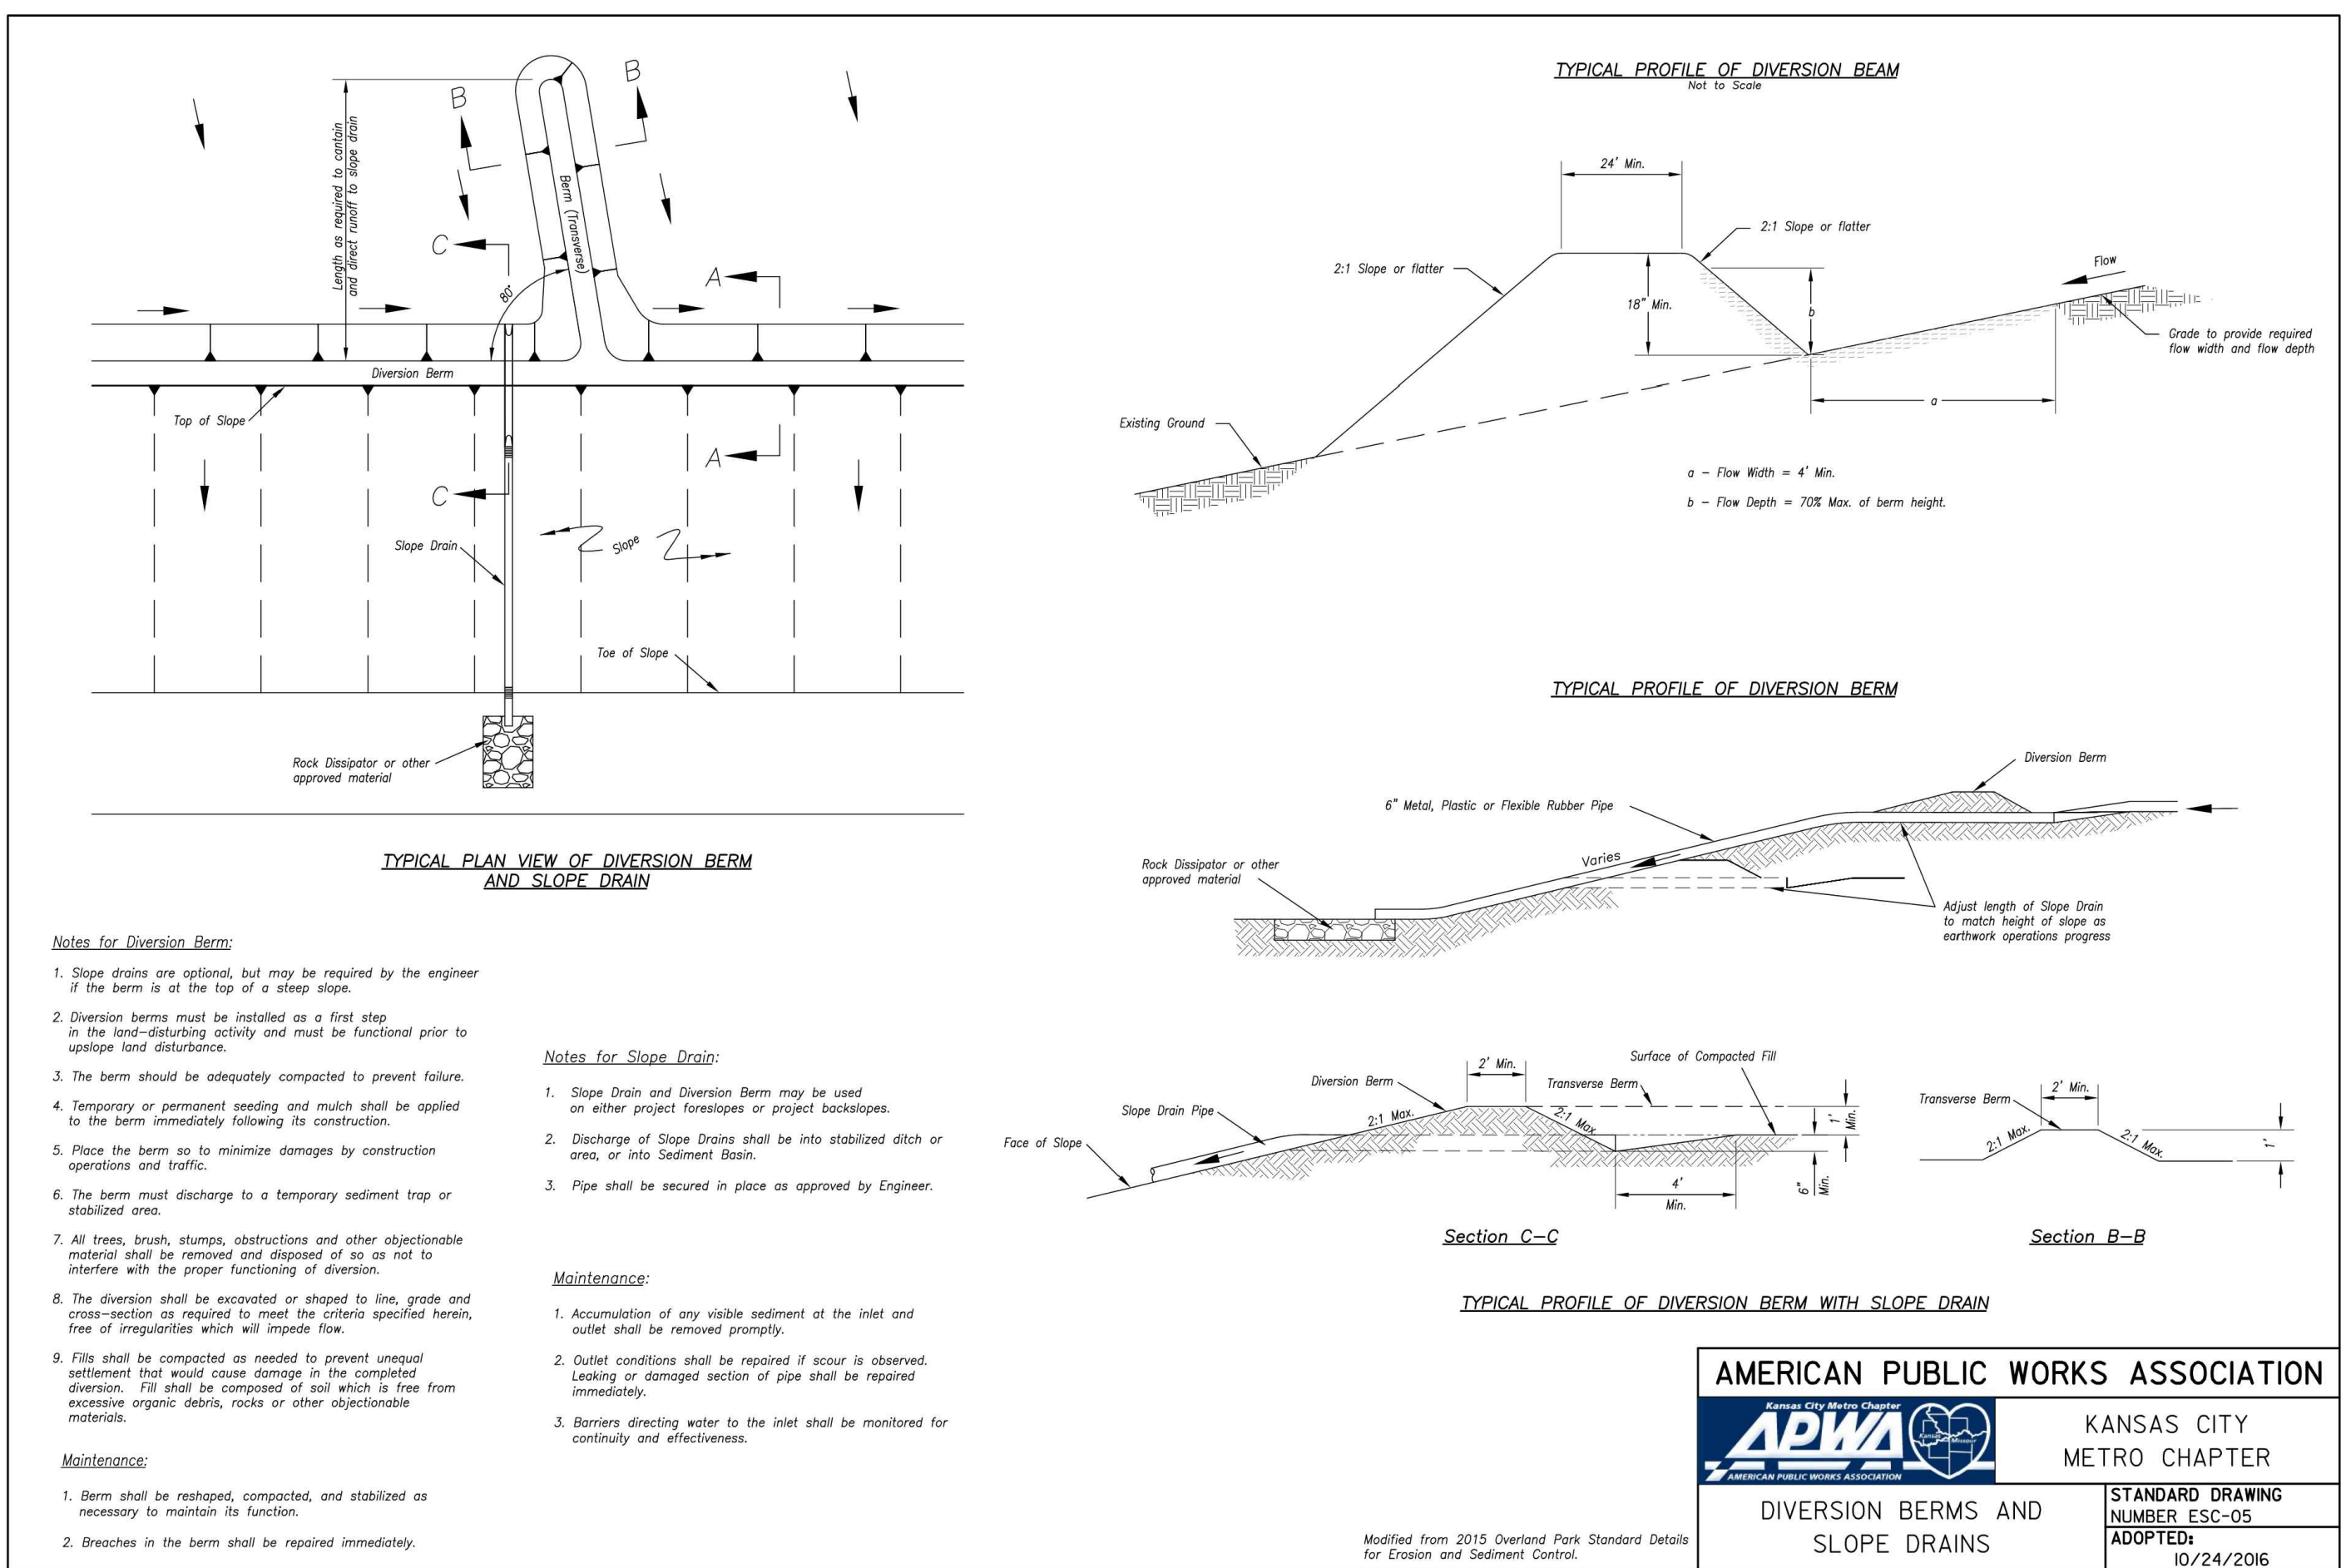 B
B
Length as required to cantain
and direct runoff to slope drain
Berm (Transverse)
C
A
80°
Diversion Berm
Top of Slope
A
C
Slope Drain
Slope
Toe of Slope
Rock Dissipator or other
approved material
TYPICAL PLAN VIEW OF DIVERSION BERM
AND SLOPE DRAIN
TYPICAL PROFILE OF DIVERSION BEAM
Not to Scale
24' Min.
2:1 Slope or flatter
2:1 Slope or flatter
Flow
18" Min.
b
Grade to provide required
flow width and flow depth
a
Existing Ground
a - Flow Width = 4' Min.
b - Flow Depth = 70% Max. of berm height.
TYPICAL PROFILE OF DIVERSION BERM
Diversion Berm
6" Metal, Plastic or Flexible Rubber Pipe
Varies
Rock Dissipator or other
approved material
Adjust length of Slope Drain
to match height of slope as
earthwork operations progress
Notes for Diversion Berm:
1. Slope drains are optional, but may be required by the engineer
if the berm is at the top of a steep slope.
2. Diversion berms must be installed as a first step
in the land-disturbing activity and must be functional prior to
upslope land disturbance.
3. The berm should be adequately compacted to prevent failure.
4. Temporary or permanent seeding and mulch shall be applied
to the berm immediately following its construction.
5. Place the berm so to minimize damages by construction
operations and traffic.
6. The berm must discharge to a temporary sediment trap or
stabilized area.
7. All trees, brush, stumps, obstructions and other objectionable
material shall be removed and disposed of so as not to
interfere with the proper functioning of diversion.
8. The diversion shall be excavated or shaped to line, grade and
cross-section as required to meet the criteria specified herein,
free of irregularities which will impede flow.
9. Fills shall be compacted as needed to prevent unequal
settlement that would cause damage in the completed
diversion. Fill shall be composed of soil which is free from
excessive organic debris, rocks or other objectionable
materials.
Maintenance:
1. Berm shall be reshaped, compacted, and stabilized as
necessary to maintain its function.
2. Breaches in the berm shall be repaired immediately.
Notes for Slope Drain:
1. Slope Drain and Diversion Berm may be used
on either project foreslopes or project backslopes.
2. Discharge of Slope Drains shall be into stabilized ditch or
area, or into Sediment Basin.
3. Pipe shall be secured in place as approved by Engineer.
Maintenance:
1. Accumulation of any visible sediment at the inlet and
outlet shall be removed promptly.
2. Outlet conditions shall be repaired if scour is observed.
Leaking or damaged section of pipe shall be repaired
immediately.
3. Barriers directing water to the inlet shall be monitored for
continuity and effectiveness.
2' Min.
Surface of Compacted Fill
Diversion Berm
Transverse Berm
Slope Drain Pipe
2:1 Max.
2:1 Max.
1'
Min.
Face of Slope
4'
Min.
6"
Min.
Section C-C
2' Min.
Transverse Berm
2:1 Max.
2:1 Max.
1'
Section B-B
TYPICAL PROFILE OF DIVERSION BERM WITH SLOPE DRAIN
Modified from 2015 Overland Park Standard Details
for Erosion and Sediment Control.
AMERICAN PUBLIC WORKS ASSOCIATION
Kansas City Metro Chapter
APWA
Kansas Missouri
AMERICAN PUBLIC WORKS ASSOCIATION
KANSAS CITY
METRO CHAPTER
DIVERSION BERMS AND
SLOPE DRAINS
STANDARD DRAWING
NUMBER ESC-05
ADOPTED:
10/24/2016